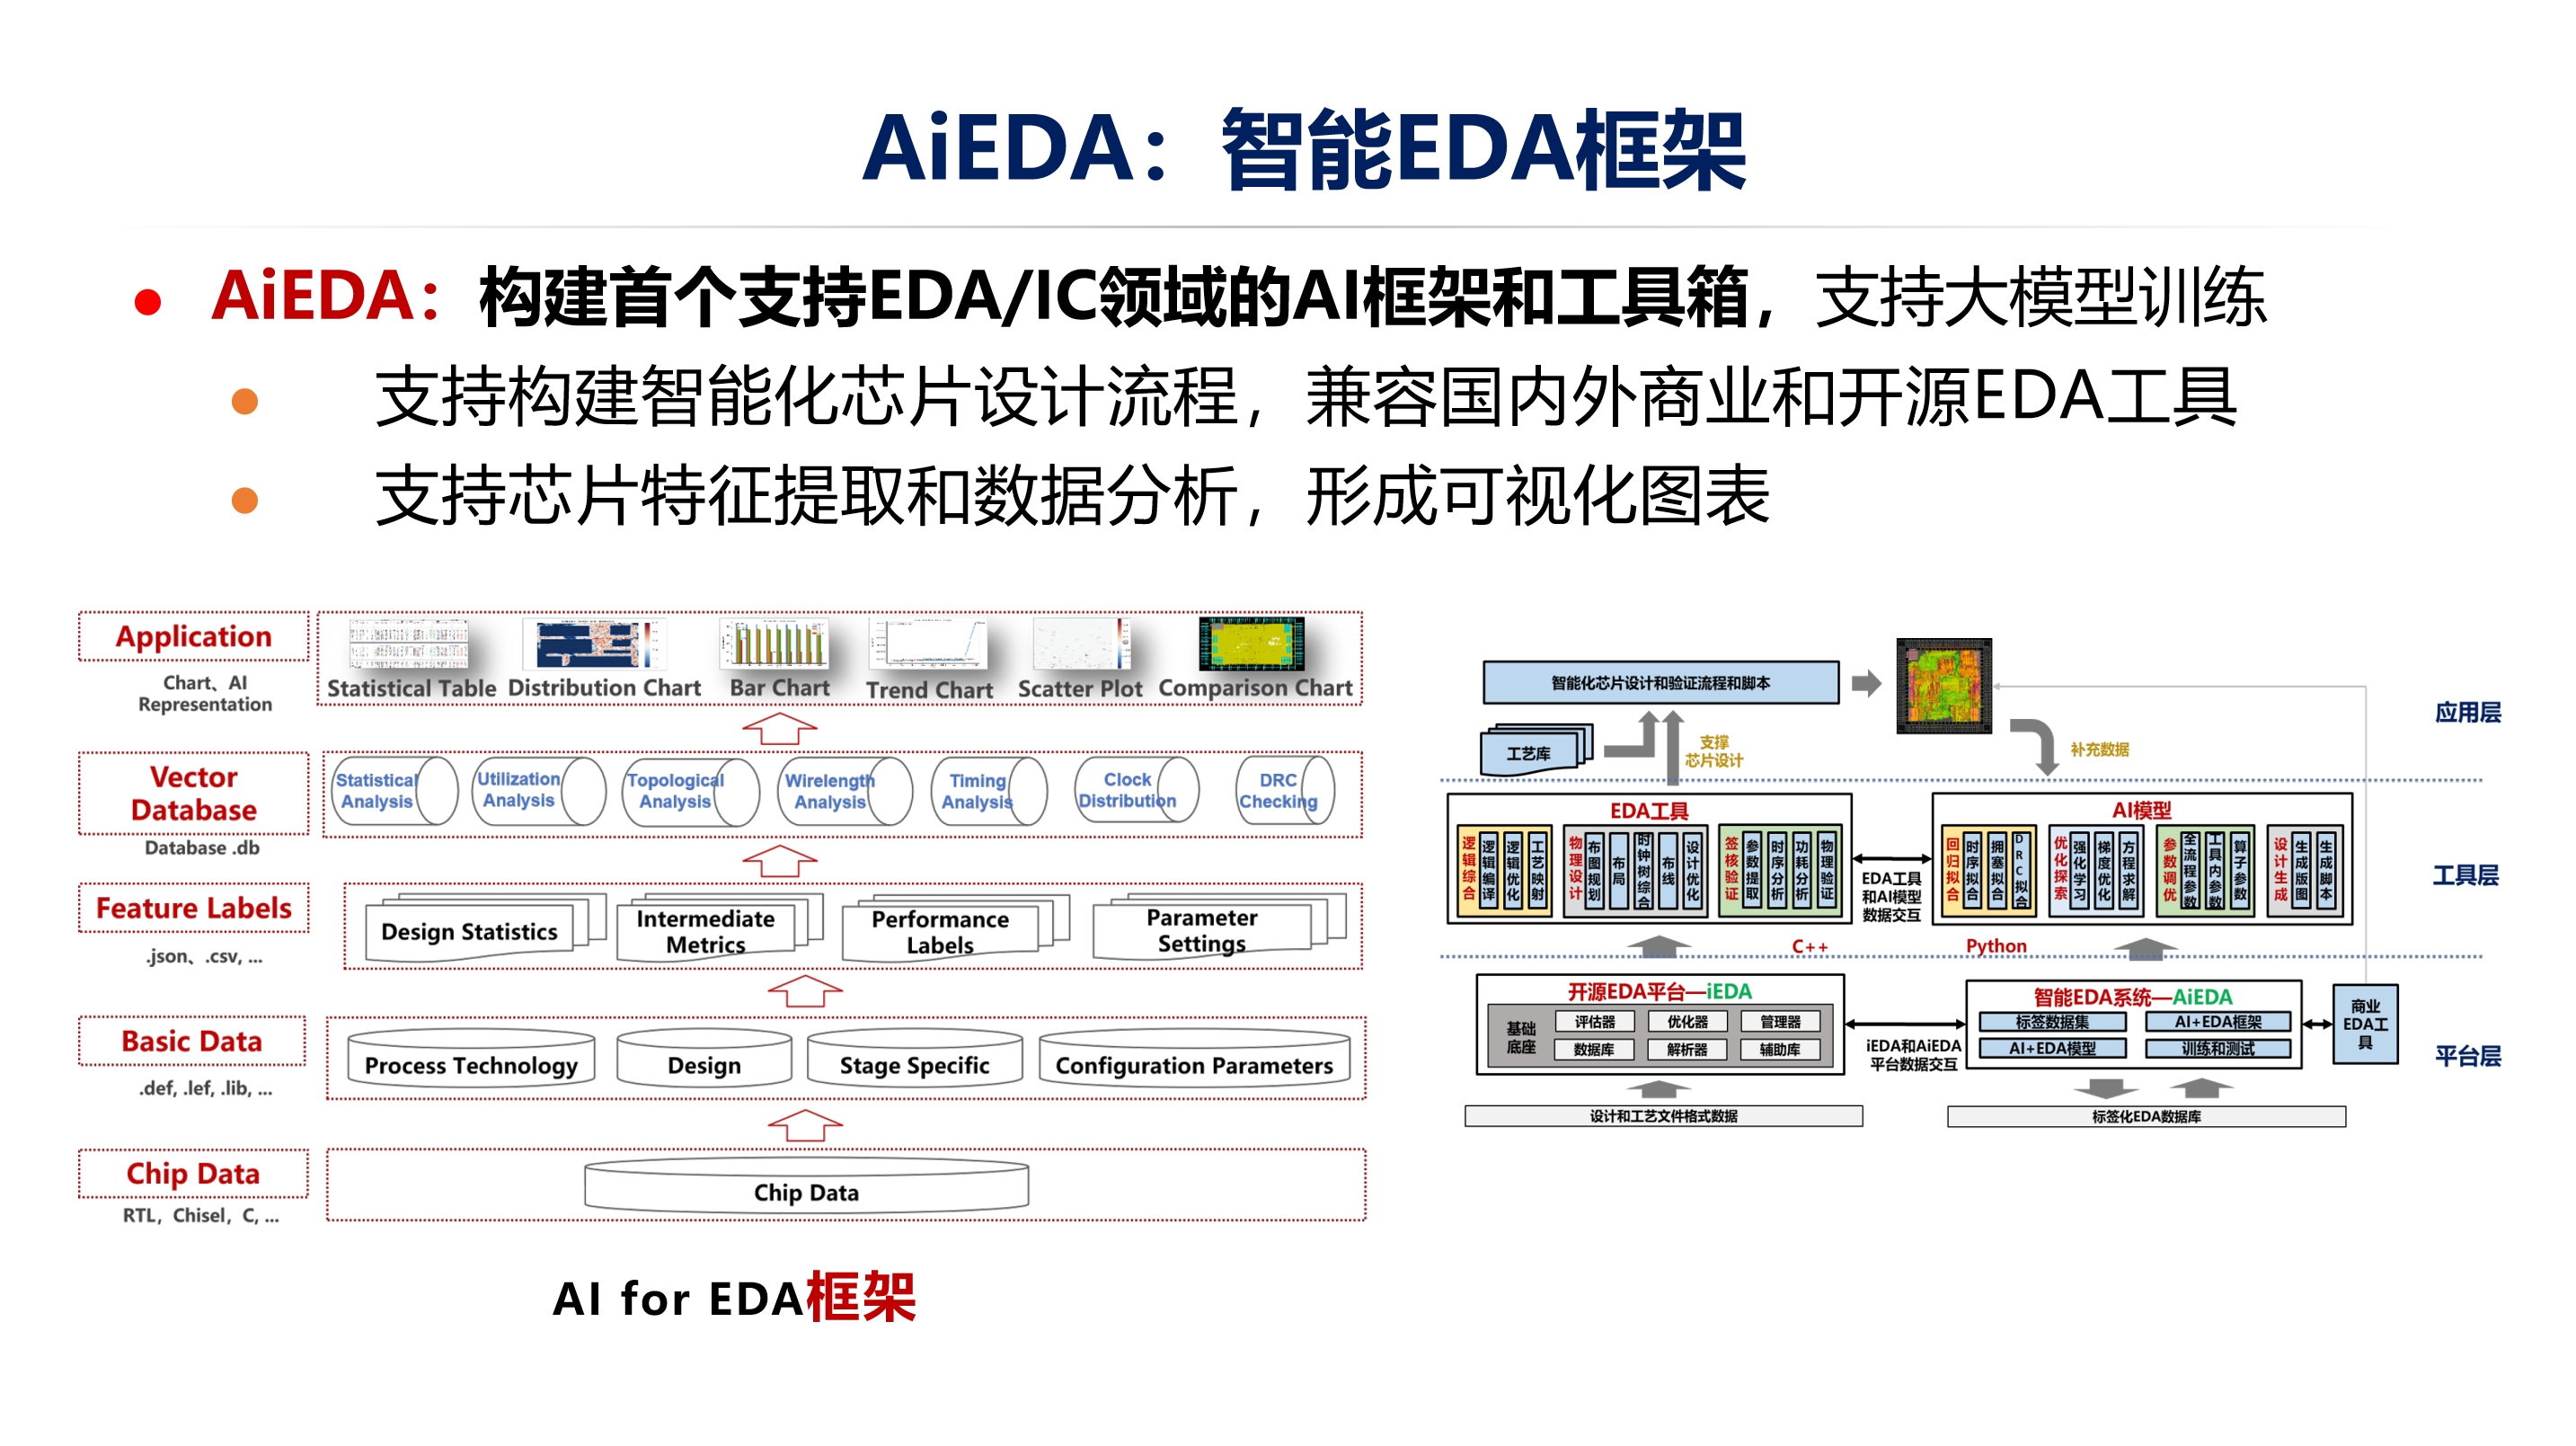 AiEDA：智能EDA框架
AiEDA：构建首个支持EDA/IC领域的AI框架和工具箱，支持大模型训练
支持构建智能化芯片设计流程，兼容国内外商业和开源EDA工具
支持芯片特征提取和数据分析，形成可视化图表
Application
Chart、AI
Representation
Statistical Table
Distribution Chart
Bar Chart
Trend Chart
Scatter Plot
Comparison Chart
Vector
Database
Database .db
Statistical
Analysis
Utilization
Analysis
Topological
Analysis
Wirelength
Analysis
Timing
Analysis
Clock
Distribution
DRC
Checking
Feature Labels
.json、.csv, ...
Design Statistics
Intermediate
Metrics
Performance
Labels
Parameter
Settings
Basic Data
.def, .lef, .lib, ...
Process Technology
Design
Stage Specific
Configuration Parameters
Chip Data
RTL，Chisel，C, ...
Chip Data
AI for EDA框架
智能化芯片设计和验证流程和脚本
工艺库
支撑
芯片设计
补充数据
应用层
EDA工具
逻辑综合
逻辑编译
逻辑优化
工艺映射
物理设计
布图规划
布局
时钟树综合
布线
设计优化
签核验证
参数提取
时序分析
功耗分析
物理验证
EDA工具
和AI模型
数据交互
AI模型
回归拟合
时序拟合
拥塞拟合
DRC拟合
优化探索
强化学习
梯度优化
方程求解
参数调优
全流程参数
工具内参数
算子参数
设计生成
生成版图
生成脚本
工具层
C++
Python
开源EDA平台—iEDA
基础
底座
评估器
优化器
管理器
数据库
解析器
辅助库
iEDA和AiEDA
平台数据交互
智能EDA系统—AiEDA
标签数据集
AI+EDA框架
AI+EDA模型
训练和测试
商业
EDA工
具
平台层
设计和工艺文件格式数据
标签化EDA数据库